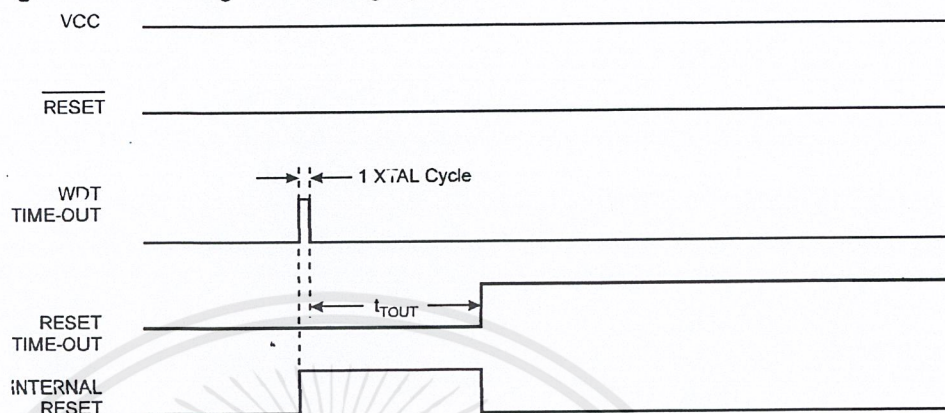 VCC
RESET
1 XTAL Cycle
WDT
TIME-OUT
tTOUT
RESET
TIME-OUT
INTERNAL
RESET